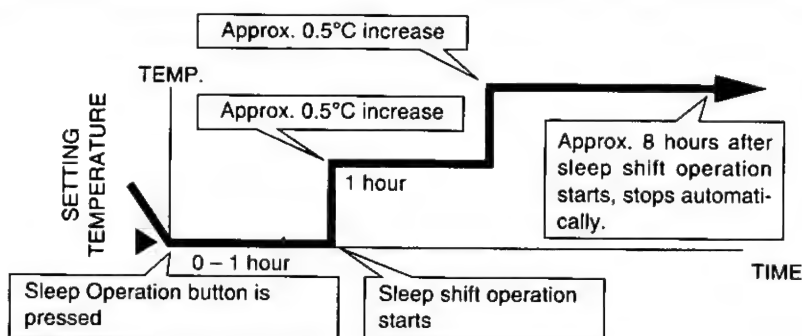 Approx. 0.5°C increase
TEMP.
Approx. 0.5°C increase
SETTING
TEMPERATURE
1 hour
Approx. 8 hours after
sleep shift operation
starts, stops automati-
cally.
0 – 1 hour
TIME
Sleep Operation button is
pressed
Sleep shift operation
starts